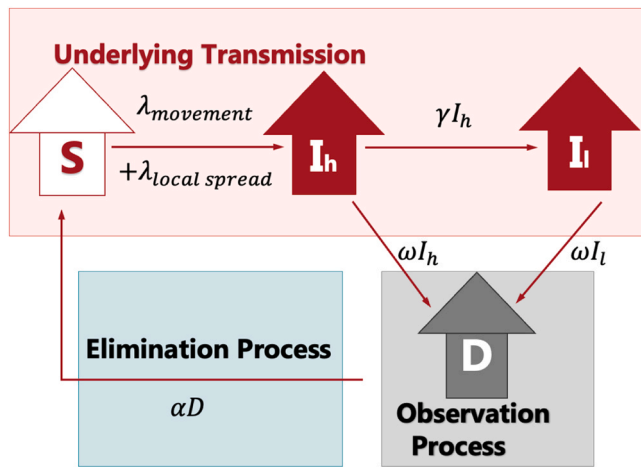 Underlying Transmission
S
λmovement
+λlocal spread
Ih
γIh
Il
ωIh
ωIl
Elimination Process
αD
D
Observation
Process